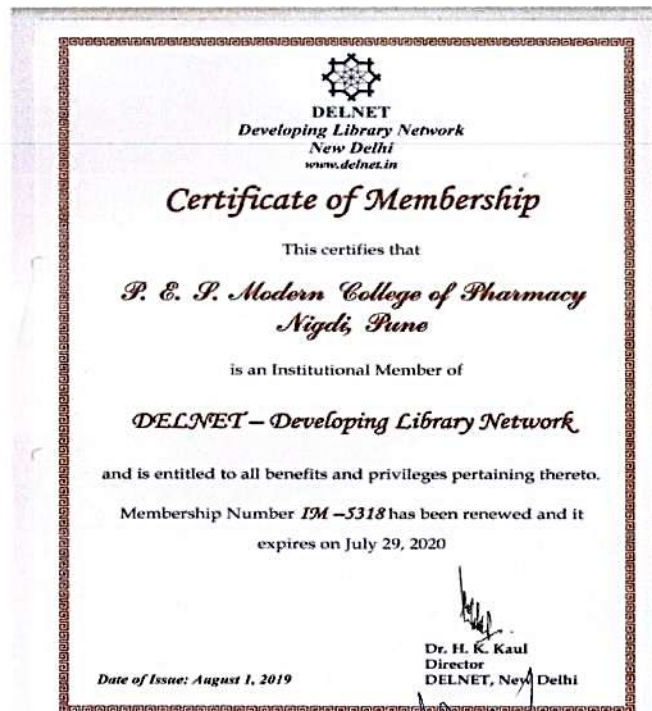 DELNET
Developing Library Network
New Delhi
www.delnet.in
Certificate of Membership
This certifies that
P. E. S. Modern College of Pharmacy
Nigdi, Pune
is an Institutional Member of
DELNET – Developing Library Network
and is entitled to all benefits and privileges pertaining thereto.
Membership Number IM –5318 has been renewed and it
expires on July 29, 2020
Dr. H. K. Kaul
Director
DELNET, New Delhi
Date of Issue: August 1, 2019